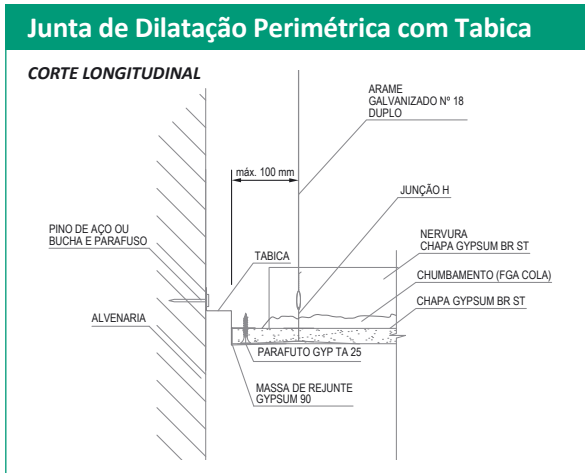 Junta de Dilatação Perimétrica com Tabica
CORTE LONGITUDINAL
ARAME
GALVANIZADO Nº 18
DUPLO
máx. 100 mm
JUNÇÃO H
PINO DE AÇO OU
BUCHA E PARAFUSO
NERVURA
CHAPA GYPSUM BR ST
TABICA
CHUMBAMENTO (FGA COLA)
CHAPA GYPSUM BR ST
ALVENARIA
PARAFUTO GYP TA 25
MASSA DE REJUNTE
GYPSUM 90